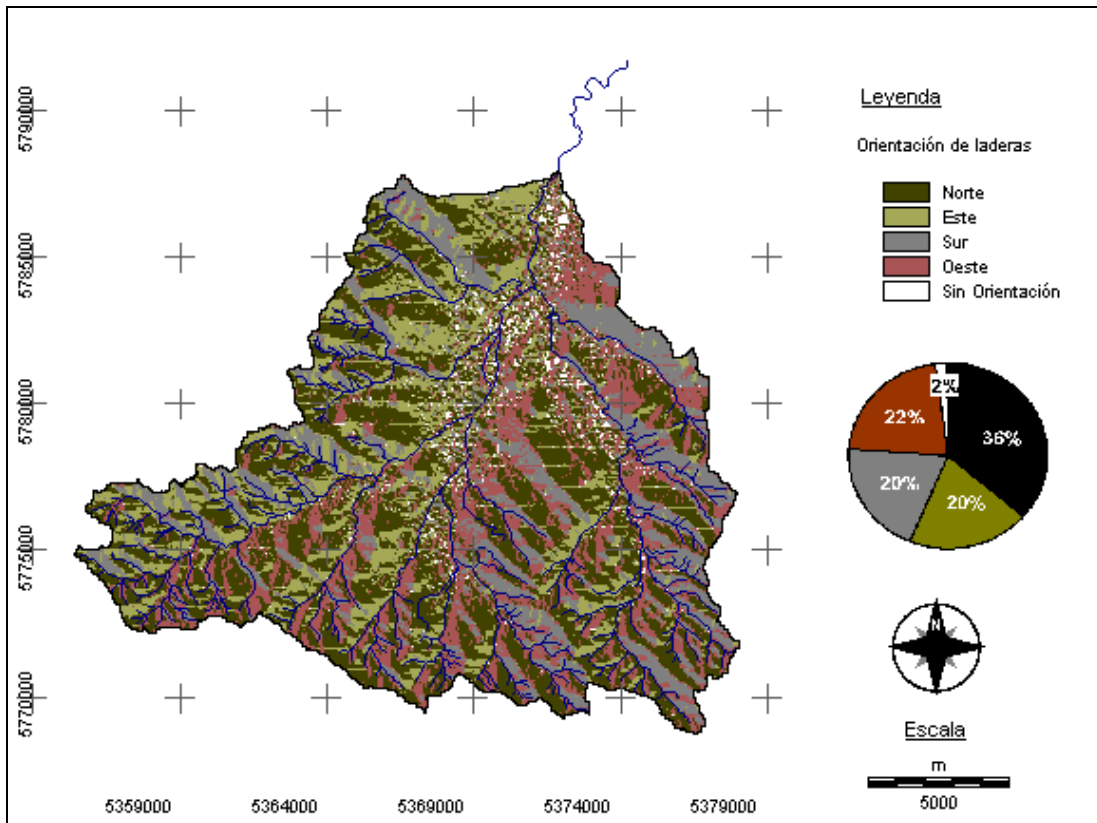 Leyenda
Orientación de laderas
Norte
Este
Sur
Oeste
Sin Orientación
5790000
5785000
5780000
5775000
5770000
2%
22%
36%
20%
20%
N
Escala
m
5000
5359000
5364000
5369000
5374000
5379000